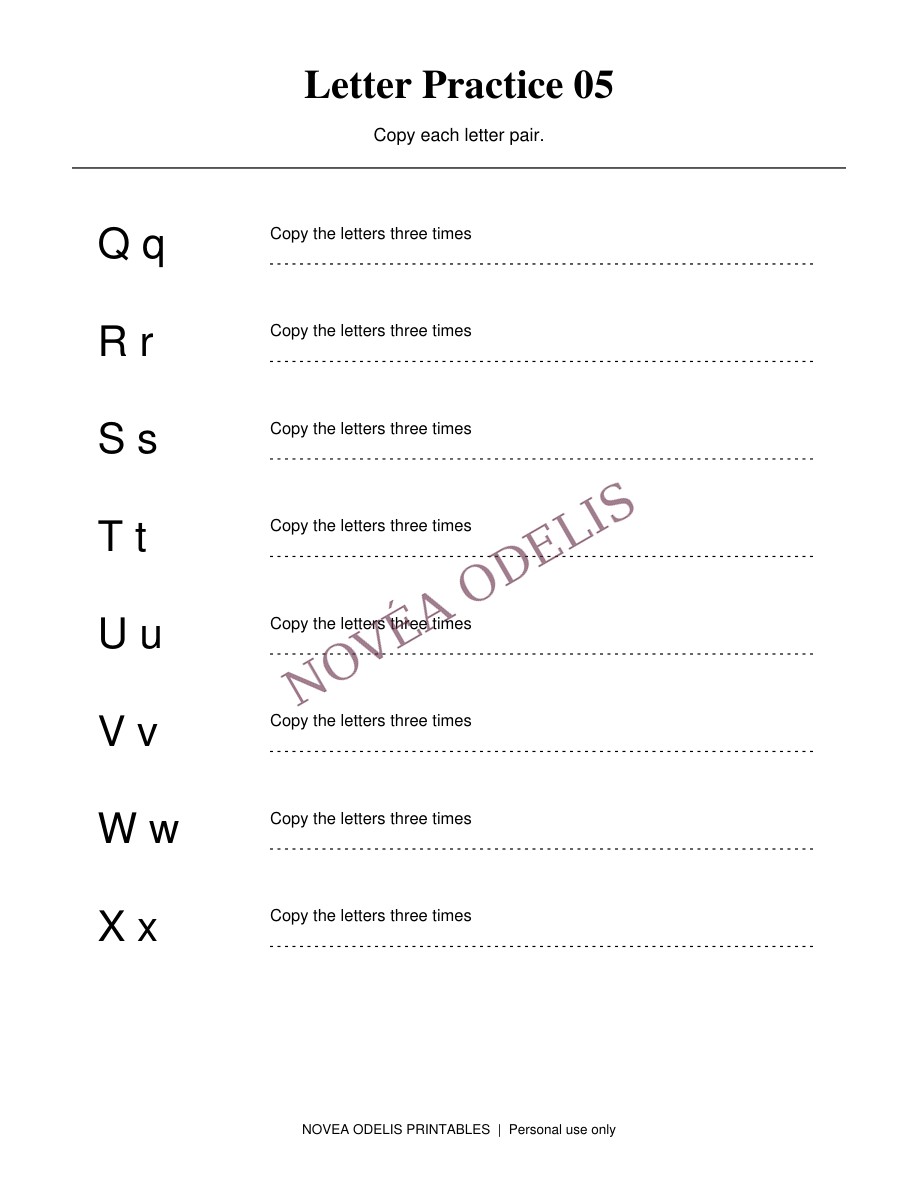 Letter Practice 05
Copy each letter pair.
Q q
Copy the letters three times
R r
Copy the letters three times
S s
Copy the letters three times
T t
Copy the letters three times
U u
Copy the letters three times
V v
Copy the letters three times
W w
Copy the letters three times
X x
Copy the letters three times
NOVÉA ODELIS
NOVEA ODELIS PRINTABLES | Personal use only